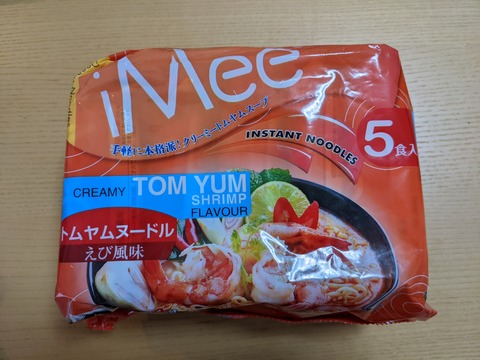 iMee
手軽に本格派!クリーミートムヤムスープ
INSTANT NOODLES
5食入
CREAMY TOM YUM
SHRIMP
FLAVOUR
トムヤムヌードル
えび風味